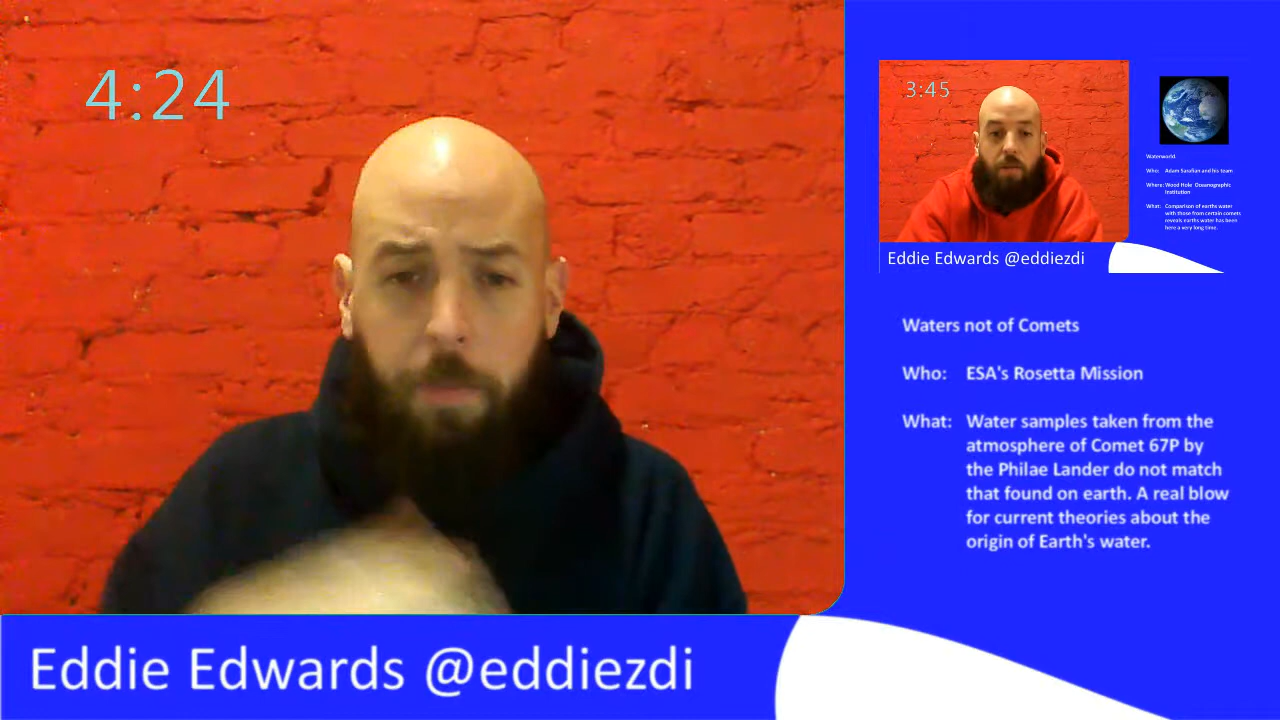 4:24
3:45
Waterworld
Who: Adam Sarafian and his team
Where: Wood Hole Oceanographic
Institution
What: Comparison of earths water
with those from certain comets
reveals earths water has been
here a very long time.
Eddie Edwards @eddiezdi
Waters not of Comets
Who: ESA's Rosetta Mission
What: Water samples taken from the
atmosphere of Comet 67P by
the Philae Lander do not match
that found on earth. A real blow
for current theories about the
origin of Earth's water.
Eddie Edwards @eddiezdi